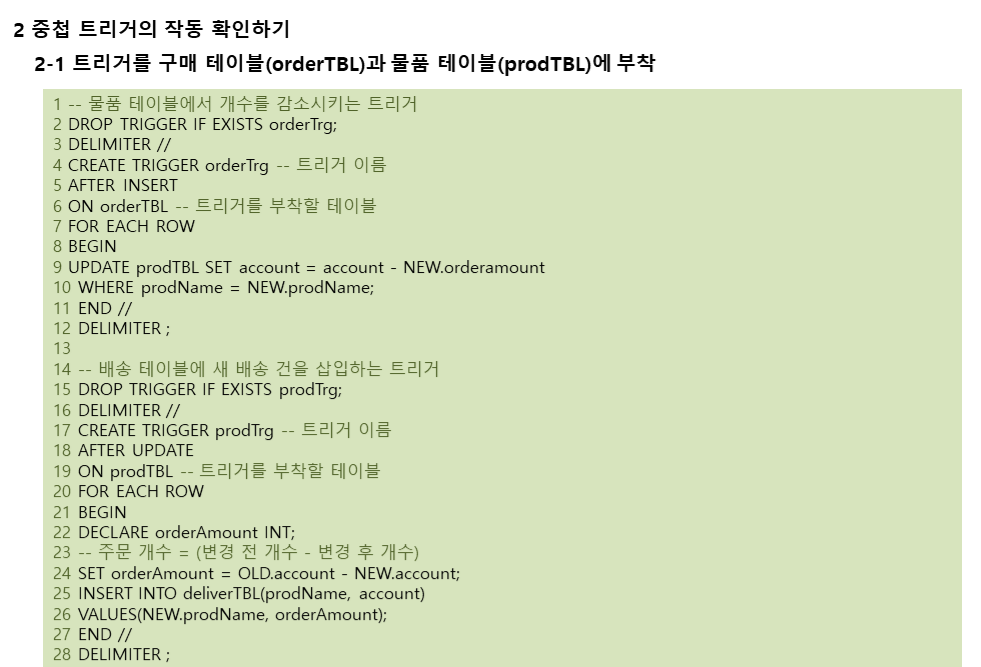 2 중첩 트리거의 작동 확인하기
2-1 트리거를 구매 테이블(orderTBL)과 물품 테이블(prodTBL)에 부착
1 -- 물품 테이블에서 개수를 감소시키는 트리거
2 DROP TRIGGER IF EXISTS orderTrg;
3 DELIMITER //
4 CREATE TRIGGER orderTrg -- 트리거 이름
5 AFTER INSERT
6 ON orderTBL -- 트리거를 부착할 테이블
7 FOR EACH ROW
8 BEGIN
9 UPDATE prodTBL SET account = account - NEW.orderamount
10 WHERE prodName = NEW.prodName;
11 END //
12 DELIMITER ;
13
14 -- 배송 테이블에 새 배송 건을 삽입하는 트리거
15 DROP TRIGGER IF EXISTS prodTrg;
16 DELIMITER //
17 CREATE TRIGGER prodTrg -- 트리거 이름
18 AFTER UPDATE
19 ON prodTBL -- 트리거를 부착할 테이블
20 FOR EACH ROW
21 BEGIN
22 DECLARE orderAmount INT;
23 -- 주문 개수 = (변경 전 개수 - 변경 후 개수)
24 SET orderAmount = OLD.account - NEW.account;
25 INSERT INTO deliverTBL(prodName, account)
26 VALUES(NEW.prodName, orderAmount);
27 END //
28 DELIMITER ;